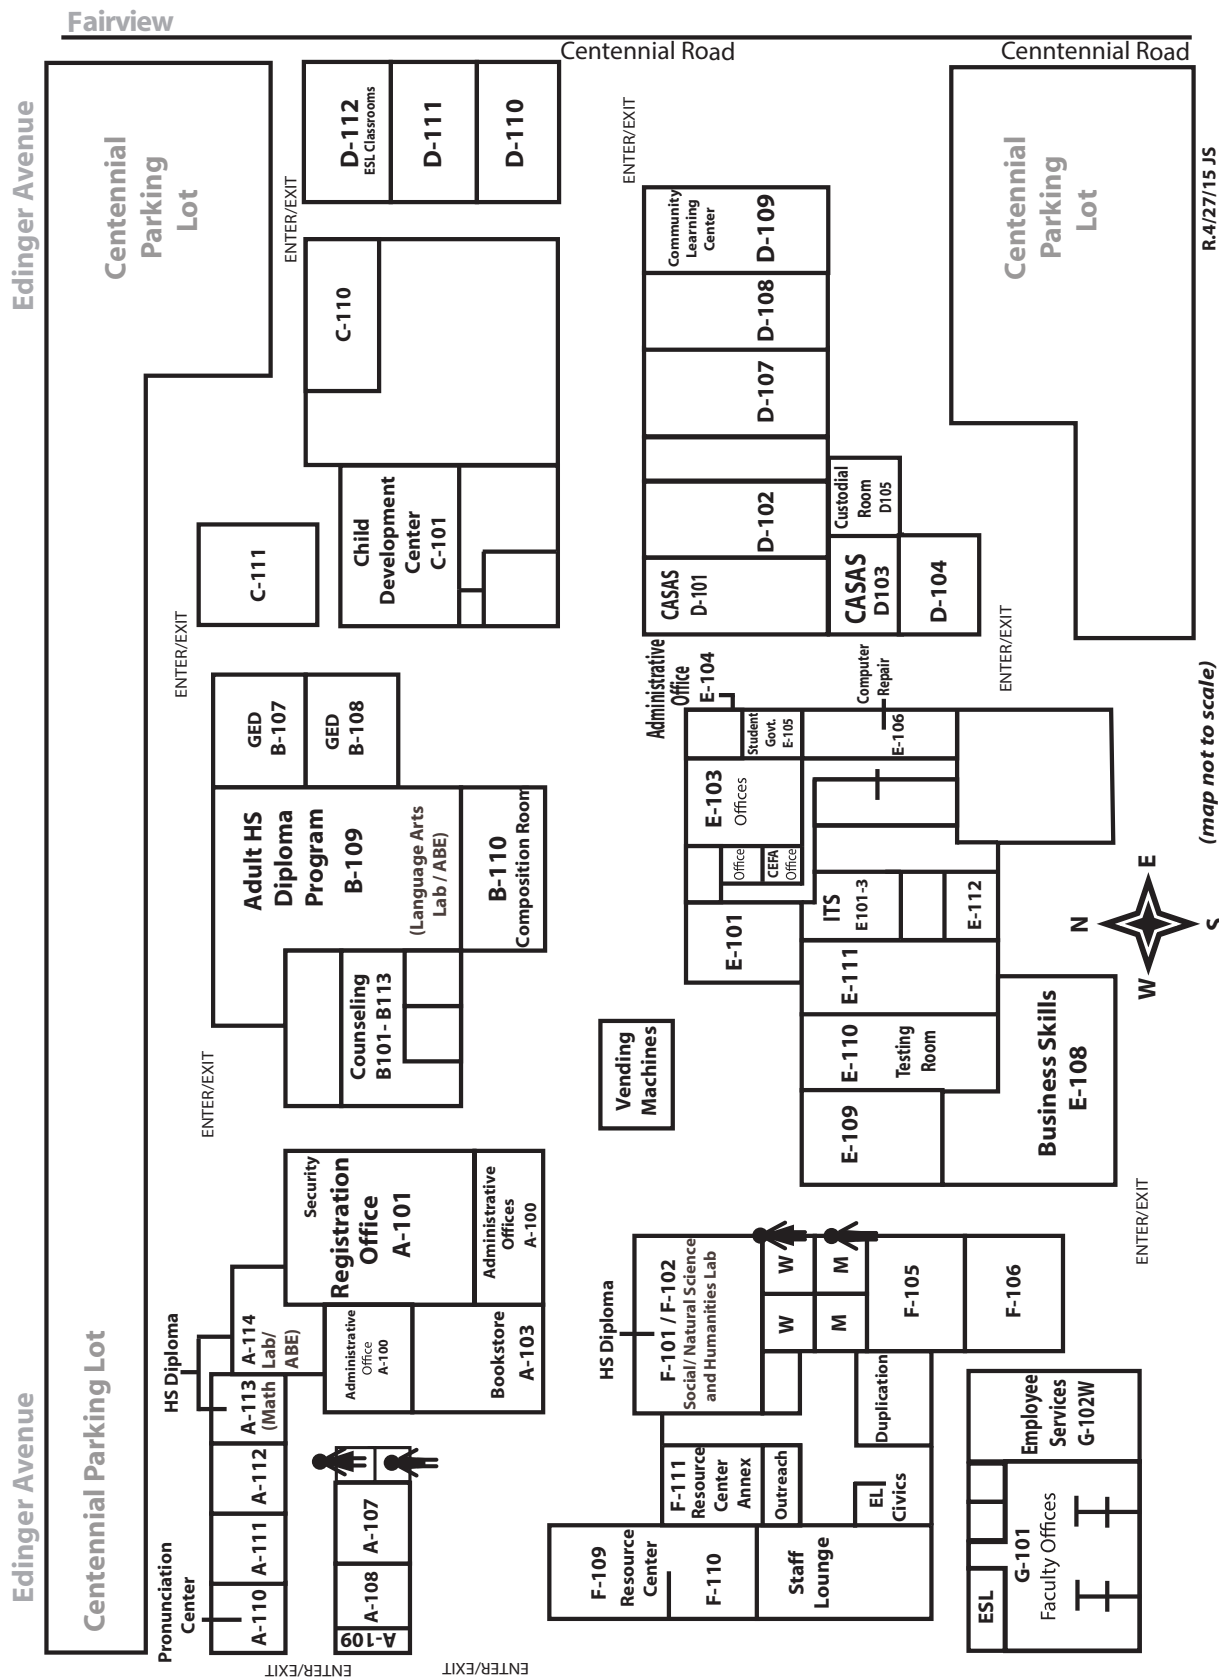 Edinger Avenue
Edinger Avenue
Fairview
Centennial Parking Lot
Centennial
Parking
Lot
Pronunciation
Center
HS Diploma
A-110
A-111
A-112
A-113
(Math
A-114
Lab/
ABE)
A-109
A-108
A-107
ENTER/EXIT
ENTER/EXIT
Administrative
Office
A-100
Security
Registration
Office
A-101
Administrative
Offices
A-100
Bookstore
A-103
ENTER/EXIT
Adult HS
Diploma
Program
B-109
(Language Arts
Lab / ABE)
GED
B-107
GED
B-108
Counseling
B101- B113
B-110
Composition Room
ENTER/EXIT
C-111
Child
Development
Center
C-101
C-110
ENTER/EXIT
D-112
ESL Classrooms
D-111
D-110
Centennial Road
Cenntennial Road
ENTER/EXIT
F-109
Resource
Center
F-110
Staff
Lounge
F-111
Resource
Center
Annex
Outreach
EL
Civics
Duplication
HS Diploma
F-101 / F-102
Social/ Natural Science
and Humanities Lab
W
W
M
M
F-105
F-106
ESL
G-101
Faculty Offices
Employee
Services
G-102W
ENTER/EXIT
Vending
Machines
E-109
E-110
Testing
Room
E-111
Business Skills
E-108
E-101
ITS
E101-3
E-112
Office
CEFA
Office
E-103
Offices
Student
Govt.
E-105
Administrative
Office
E-104
Computer
Repair
E-106
ENTER/EXIT
CASAS
D-101
D-102
D-107
D-108
Community
Learning
Center
D-109
CASAS
D103
Custodial
Room
D105
D-104
Centennial
Parking
Lot
N
W
E
S
(map not to scale)
R.4/27/15 JS